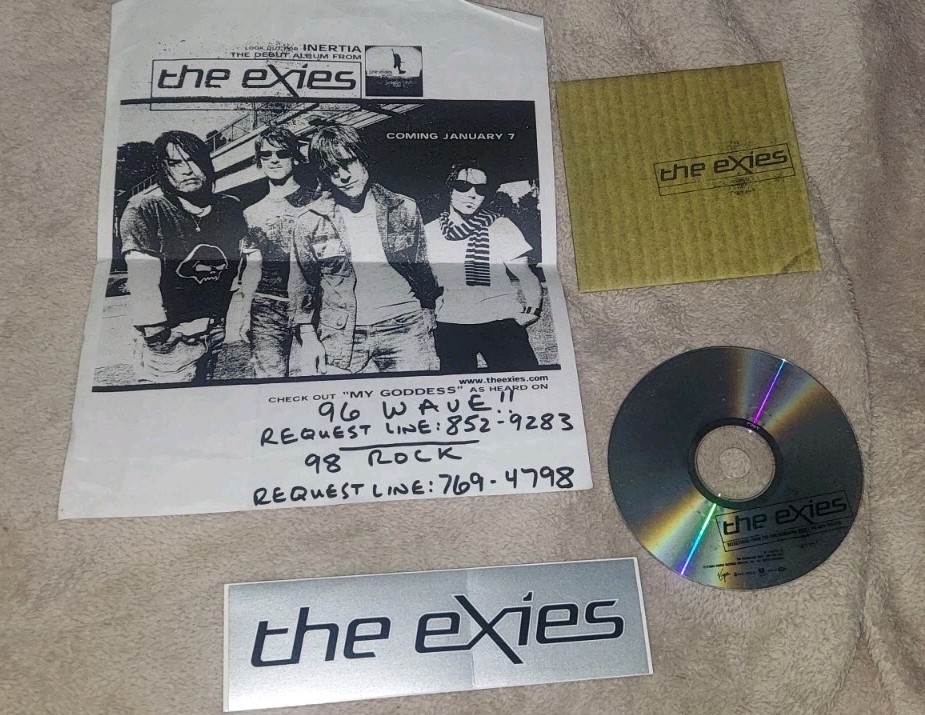 LOOK OUT FOR INERTIA
THE DEBUT ALBUM FROM
the exies
COMING JANUARY 7
www.theexies.com
CHECK OUT "MY GODDESS" AS HEARD ON
96 WAVE!!
REQUEST LINE: 852-9283
98 ROCK
REQUEST LINE: 769-4798
the exies
the exies
Virgin
the exies